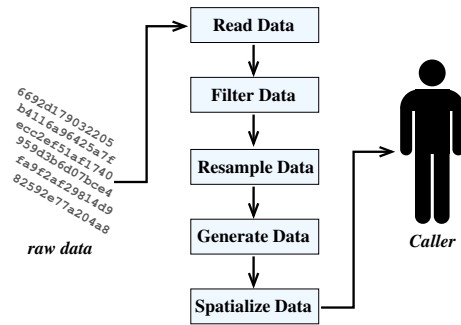 Read Data
Filter Data
Resample Data
Generate Data
Spatialize Data
6692d179032205
b4116a96425a7f
ecc2ef51af1740
959d3b6d07bce4
fa9f2af29814d9
82592e77a204a8
raw data
Caller